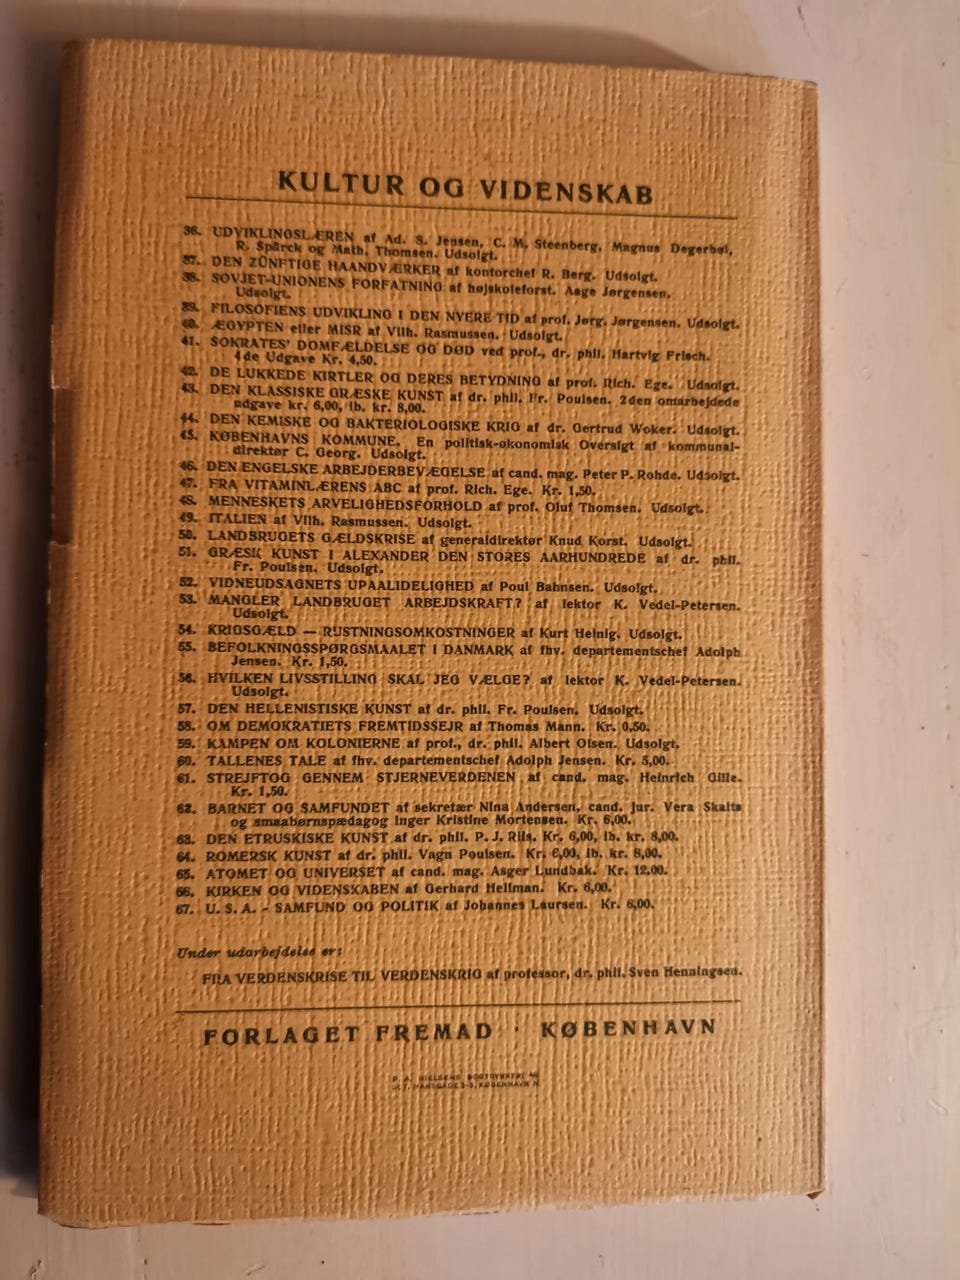 KULTUR OG VIDENSKAB
36. UDVIKLINGSLÆREN af Ad. S. Jensen, C. M. Steenberg, Magnus Degerbøl,
R. Spärck og Math. Thomsen. Udsolgt.
37. DEN ZÜNFTIGE HAANDVÆRKER af kontorchef R. Berg. Udsolgt.
38. SOVJET-UNIONENS FORFATNING af højskoleforst. Aage Jørgensen.
Udsolgt.
39. FILOSOFIENS UDVIKLING I DEN NYERE TID af prof. Jørg. Jørgensen. Udsolgt.
40. ÆGYPTEN eller MISR af Vilh. Rasmussen. Udsolgt.
41. SOKRATES' DOMFÆLDELSE OG DØD ved prof., dr. phil. Hartvig Frisch.
4de Udgave Kr. 4,50.
42. DE LUKKEDE KIRTLER OG DERES BETYDNING af prof. Rich. Ege. Udsolgt.
43. DEN KLASSISKE GRÆSKE KUNST af dr. phil. Fr. Poulsen. 2den omarbejdede
udgave kr. 6,00, ib. kr. 8,00.
44. DEN KEMISKE OG BAKTERIOLOGISKE KRIG af dr. Gertrud Woker. Udsolgt.
45. KØBENHAVNS KOMMUNE. En politisk-økonomisk Oversigt af kommunal-
direktør C. Georg. Udsolgt.
46. DEN ENGELSKE ARBEJDERBEVÆGELSE af cand. mag. Peter P. Rohde. Udsolgt.
47. FRA VITAMINLÆRENS ABC af prof. Rich. Ege. Kr. 1,50.
48. MENNESKETS ARVELIGHEDSFORHOLD af prof. Oluf Thomsen. Udsolgt.
49. ITALIEN af Vilh. Rasmussen. Udsolgt.
50. LANDBRUGETS GÆLDSKRISE af generaldirektør Knud Korst. Udsolgt.
51. GRÆSK KUNST I ALEXANDER DEN STORES AARHUNDREDE af dr. phil.
Fr. Poulsen. Udsolgt.
52. VIDNEUDSAGNETS UPAALIDELIGHED af Poul Bahnsen. Udsolgt.
53. MANGLER LANDBRUGET ARBEJDSKRAFT? af lektor K. Vedel-Petersen.
Udsolgt.
54. KRIGSGÆLD — RUSTNINGSOMKOSTNINGER af Kurt Heinig. Udsolgt.
55. BEFOLKNINGSSPØRGSMAALET I DANMARK af fhv. departementschef Adolph
Jensen. Kr. 1,50.
56. HVILKEN LIVSSTILLING SKAL JEG VÆLGE? af lektor K. Vedel-Petersen.
Udsolgt.
57. DEN HELLENISTISKE KUNST af dr. phil. Fr. Poulsen. Udsolgt.
58. OM DEMOKRATIETS FREMTIDSSEJR af Thomas Mann. Kr. 0,50.
59. KAMPEN OM KOLONIERNE af prof., dr. phil. Albert Olsen. Udsolgt.
60. TALLENES TALE af fhv. departementschef Adolph Jensen. Kr. 5,00.
61. STREJFTOG GENNEM STJERNEVERDENEN af cand. mag. Heinrich Gille.
Kr. 1,50.
62. BARNET OG SAMFUNDET af sekretær Nina Andersen, cand. jur. Vera Skalts
og smaabørnspædagog Inger Kristine Mortensen. Kr. 6,00.
63. DEN ETRUSKISKE KUNST af dr. phil. P. J. Riis. Kr. 6,00, ib. kr. 8,00.
64. ROMERSK KUNST af dr. phil. Vagn Poulsen. Kr. 6,00, ib. kr. 8,00.
65. ATOMET OG UNIVERSET af cand. mag. Asger Lundbak. Kr. 12.00.
66. KIRKEN OG VIDENSKABEN af Gerhard Hellman. Kr. 6,00.
67. U. S. A. - SAMFUND OG POLITIK af Johannes Laursen. Kr. 6,00.
Under udarbejdelse er:
FRA VERDENSKRISE TIL VERDENSKRIG af professor, dr. phil. Sven Henningsen.
FORLAGET FREMAD · KØBENHAVN
P. A. NIELSENS BOGTRYKKERI A/S
HANSGADE 3-5, KØBENHAVN N